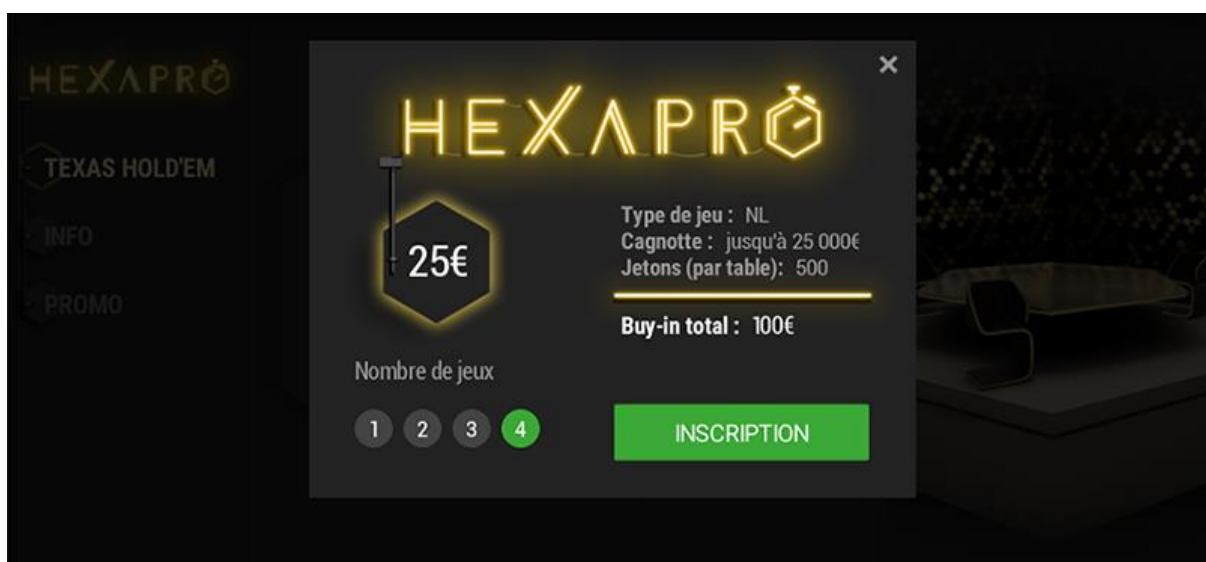 HEXAPRO
TEXAS HOLD'EM
INFO
PROMO
×
HEXAPRO
25€
Type de jeu : NL
Cagnotte : jusqu'à 25 000€
Jetons (par table): 500
Buy-in total : 100€
Nombre de jeux
1 2 3 4
INSCRIPTION